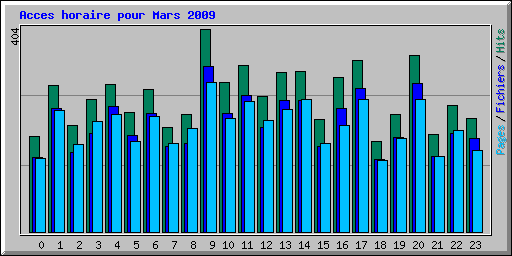 Acces horaire pour Mars 2009
404
Pages / Fichiers / Hits
0 1 2 3 4 5 6 7 8 9 10 11 12 13 14 15 16 17 18 19 20 21 22 23